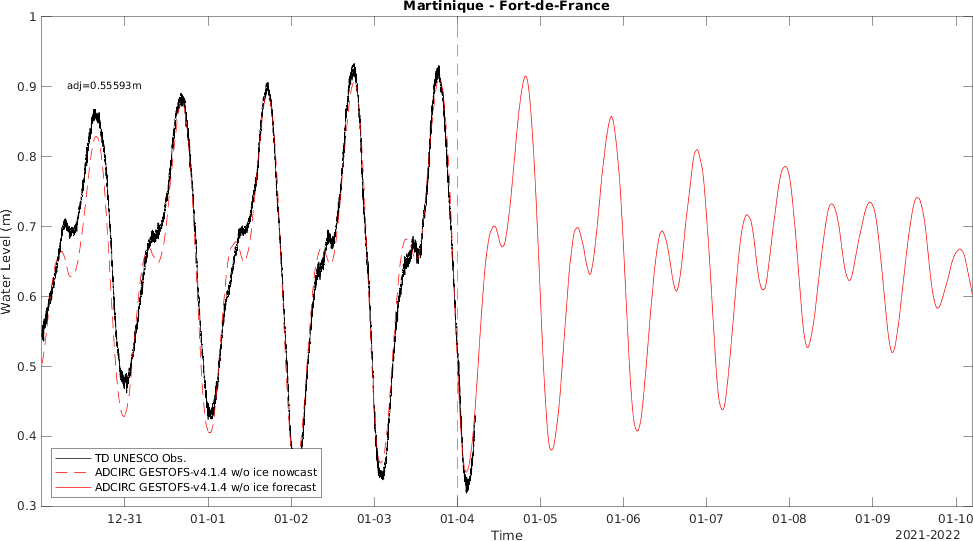 Martinique - Fort-de-France
1
adj=0.55593m
0.9
0.8
0.7
0.6
0.5
0.4
0.3
Water Level (m)
TD UNESCO Obs.
ADCIRC GESTOFS-v4.1.4 w/o ice nowcast
ADCIRC GESTOFS-v4.1.4 w/o ice forecast
12-31 01-01 01-02 01-03 01-04 01-05 01-06 01-07 01-08 01-09 01-10
Time
2021-2022